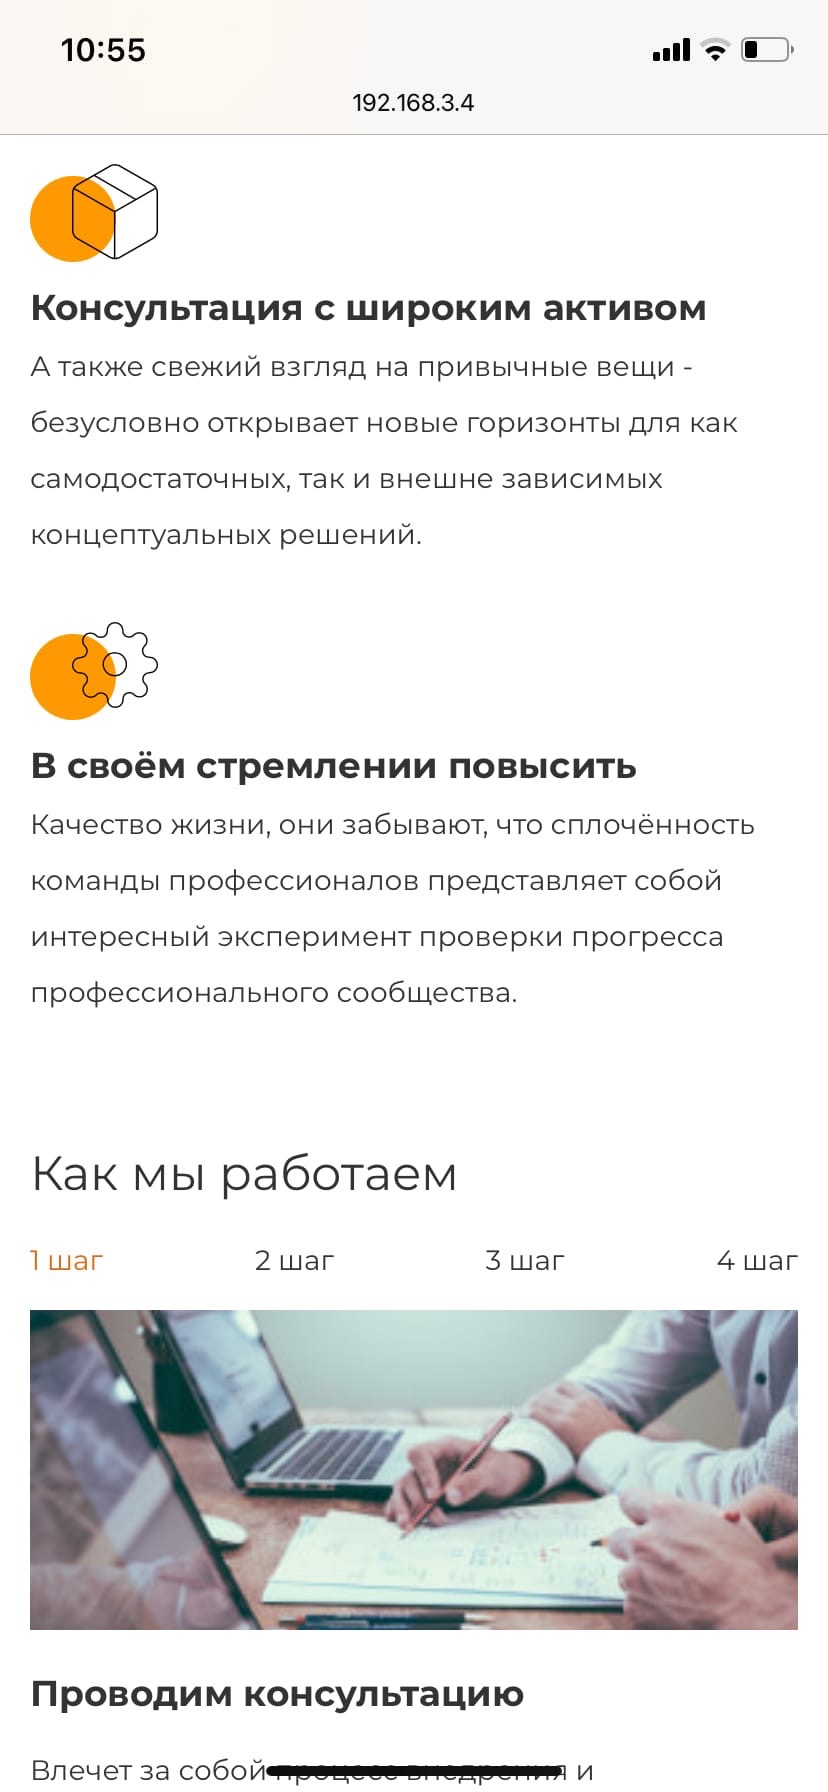 10:55
192.168.3.4
Консультация с широким активом
А также свежий взгляд на привычные вещи -
безусловно открывает новые горизонты для как
самодостаточных, так и внешне зависимых
концептуальных решений.
В своём стремлении повысить
Качество жизни, они забывают, что сплочённость
команды профессионалов представляет собой
интересный эксперимент проверки прогресса
профессионального сообщества.
Как мы работаем
1 шаг 2 шаг 3 шаг 4 шаг
Проводим консультацию
Влечет за собой процесс внедрения и